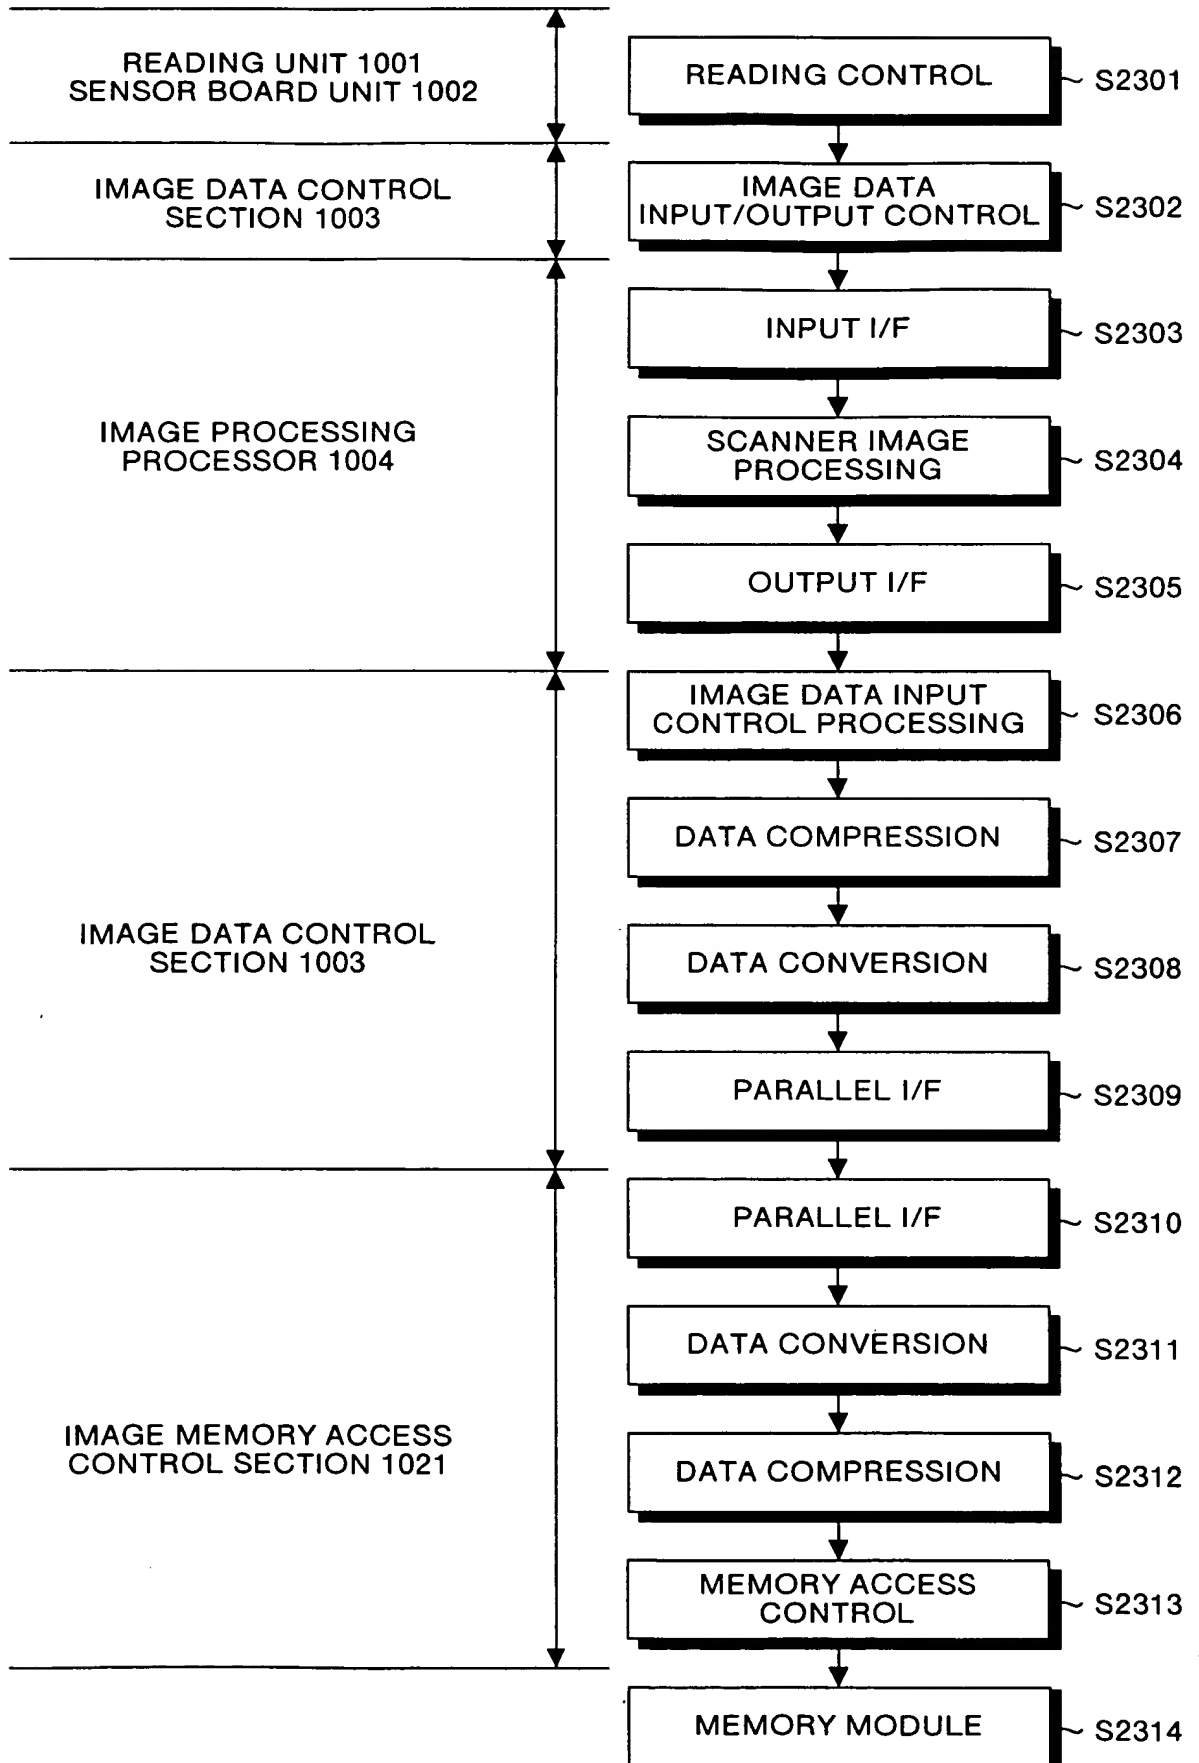 READING UNIT 1001
SENSOR BOARD UNIT 1002
READING CONTROL
S2301
IMAGE DATA CONTROL
SECTION 1003
IMAGE DATA
INPUT/OUTPUT CONTROL
S2302
INPUT I/F
S2303
IMAGE PROCESSING
PROCESSOR 1004
SCANNER IMAGE
PROCESSING
S2304
OUTPUT I/F
S2305
IMAGE DATA INPUT
CONTROL PROCESSING
S2306
DATA COMPRESSION
S2307
IMAGE DATA CONTROL
SECTION 1003
DATA CONVERSION
S2308
PARALLEL I/F
S2309
PARALLEL I/F
S2310
DATA CONVERSION
S2311
IMAGE MEMORY ACCESS
CONTROL SECTION 1021
DATA COMPRESSION
S2312
MEMORY ACCESS
CONTROL
S2313
MEMORY MODULE
S2314